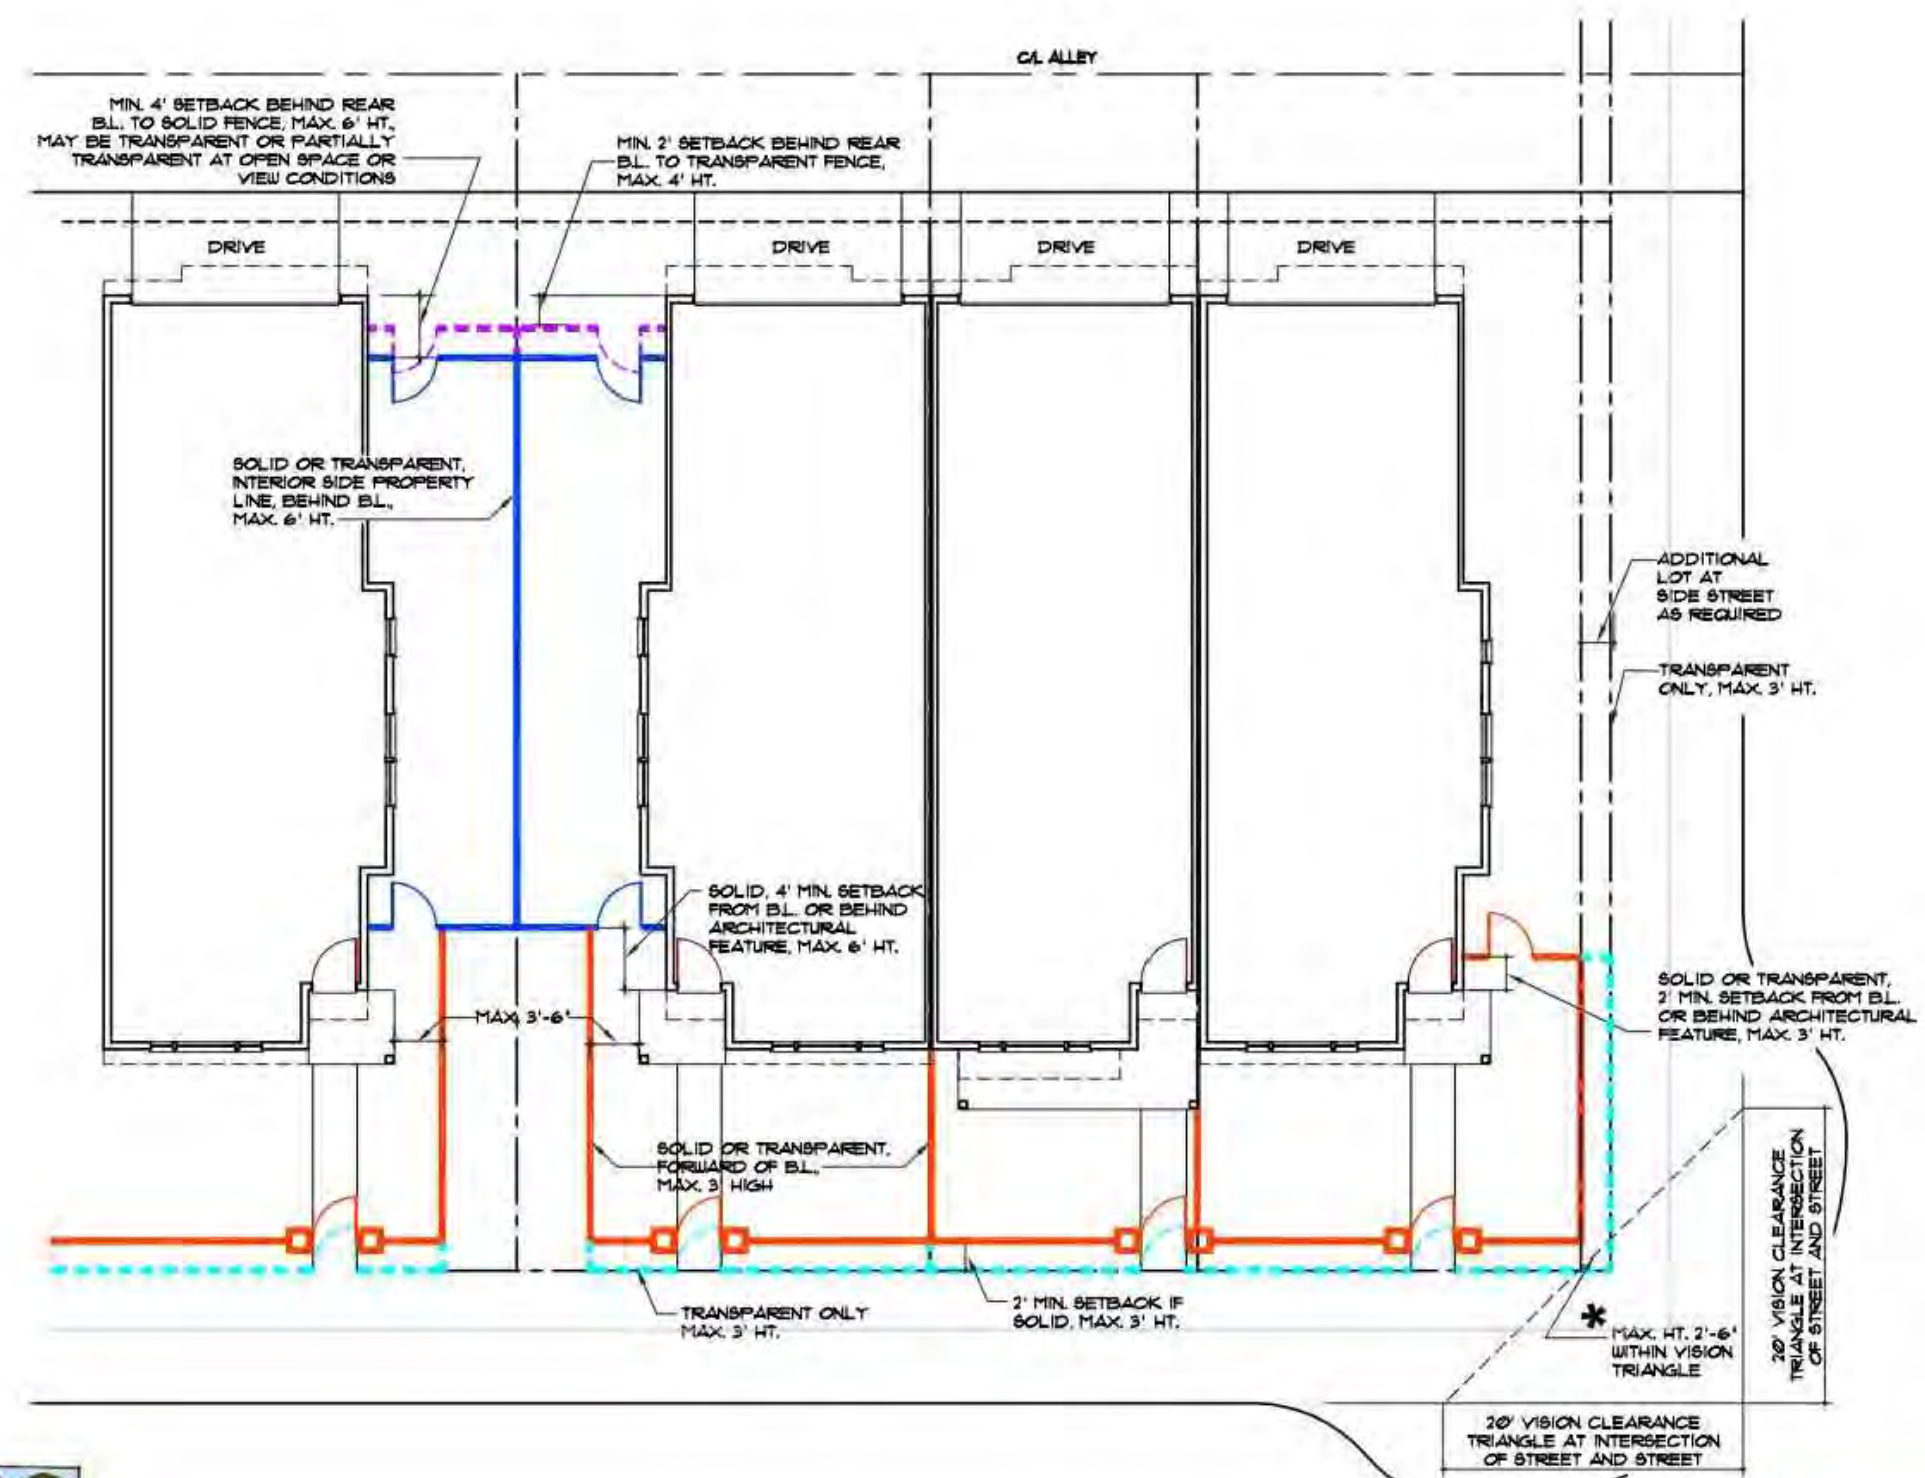 C/L ALLEY
MIN. 4' SETBACK BEHIND REAR
B.L. TO SOLID FENCE, MAX. 6' HT.,
MAY BE TRANSPARENT OR PARTIALLY
TRANSPARENT AT OPEN SPACE OR
VIEW CONDITIONS
MIN. 2' SETBACK BEHIND REAR
B.L. TO TRANSPARENT FENCE,
MAX. 4' HT.
DRIVE
DRIVE
DRIVE
DRIVE
SOLID OR TRANSPARENT,
INTERIOR SIDE PROPERTY
LINE, BEHIND B.L.,
MAX. 6' HT.
ADDITIONAL
LOT AT
SIDE STREET
AS REQUIRED
TRANSPARENT
ONLY, MAX. 3' HT.
SOLID, 4' MIN. SETBACK
FROM B.L. OR BEHIND
ARCHITECTURAL
FEATURE, MAX. 6' HT.
SOLID OR TRANSPARENT,
2' MIN. SETBACK FROM B.L.
OR BEHIND ARCHITECTURAL
FEATURE, MAX. 3' HT.
MAX 3'-6"
SOLID OR TRANSPARENT,
FORWARD OF B.L.,
MAX. 3' HIGH
TRANSPARENT ONLY
MAX. 3' HT.
2' MIN. SETBACK IF
SOLID, MAX. 3' HT.
*
MAX. HT. 2'-6"
WITHIN VISION
TRIANGLE
20' VISION CLEARANCE
TRIANGLE AT INTERSECTION
OF STREET AND STREET
20' VISION CLEARANCE
TRIANGLE AT INTERSECTION
OF STREET AND STREET